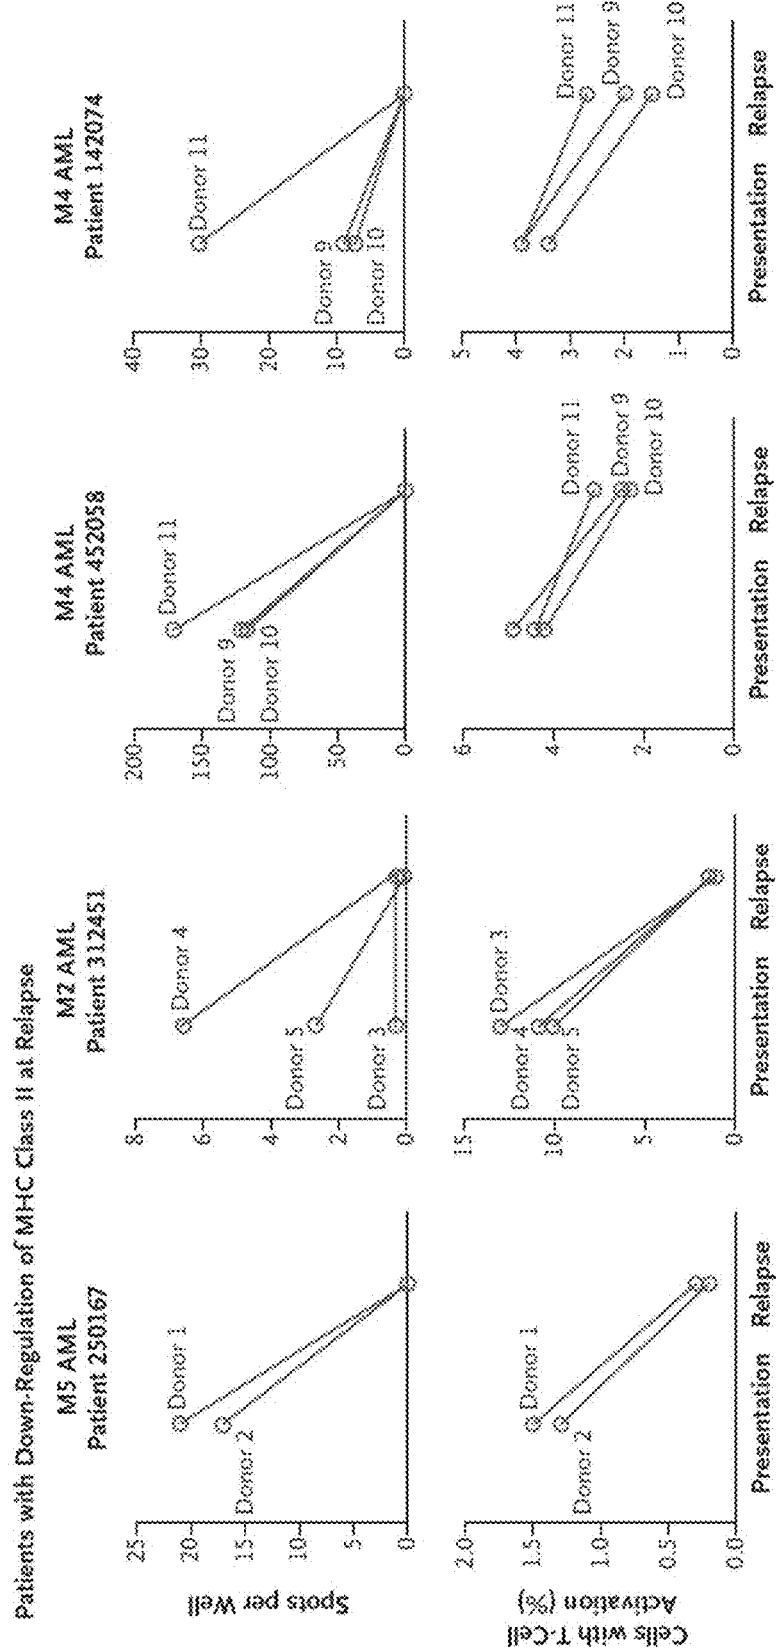 Patients with Down-Regulation of MHC Class II at Relapse
M5 AML
Patient 250167
M2 AML
Patient 312451
M4 AML
Patient 452058
M4 AML
Patient 142074
Spots per Well
25
20
15
10
5
0
Donor 1
Donor 2
8
6
4
2
0
Donor 4
Donor 5
Donor 3
200
150
100
50
0
Donor 11
Donor 9
Donor 10
40
30
20
10
0
Donor 11
Donor 9
Donor 10
Cells with T-Cell
Activation (%)
2.0
1.5
1.0
0.5
0.0
Donor 1
Donor 2
Presentation Relapse
15
10
5
0
Donor 3
Donor 4
Donor 5
Presentation Relapse
6
4
2
0
Donor 11
Donor 9
Donor 10
Presentation Relapse
5
4
3
2
1
0
Donor 11
Donor 9
Donor 10
Presentation Relapse